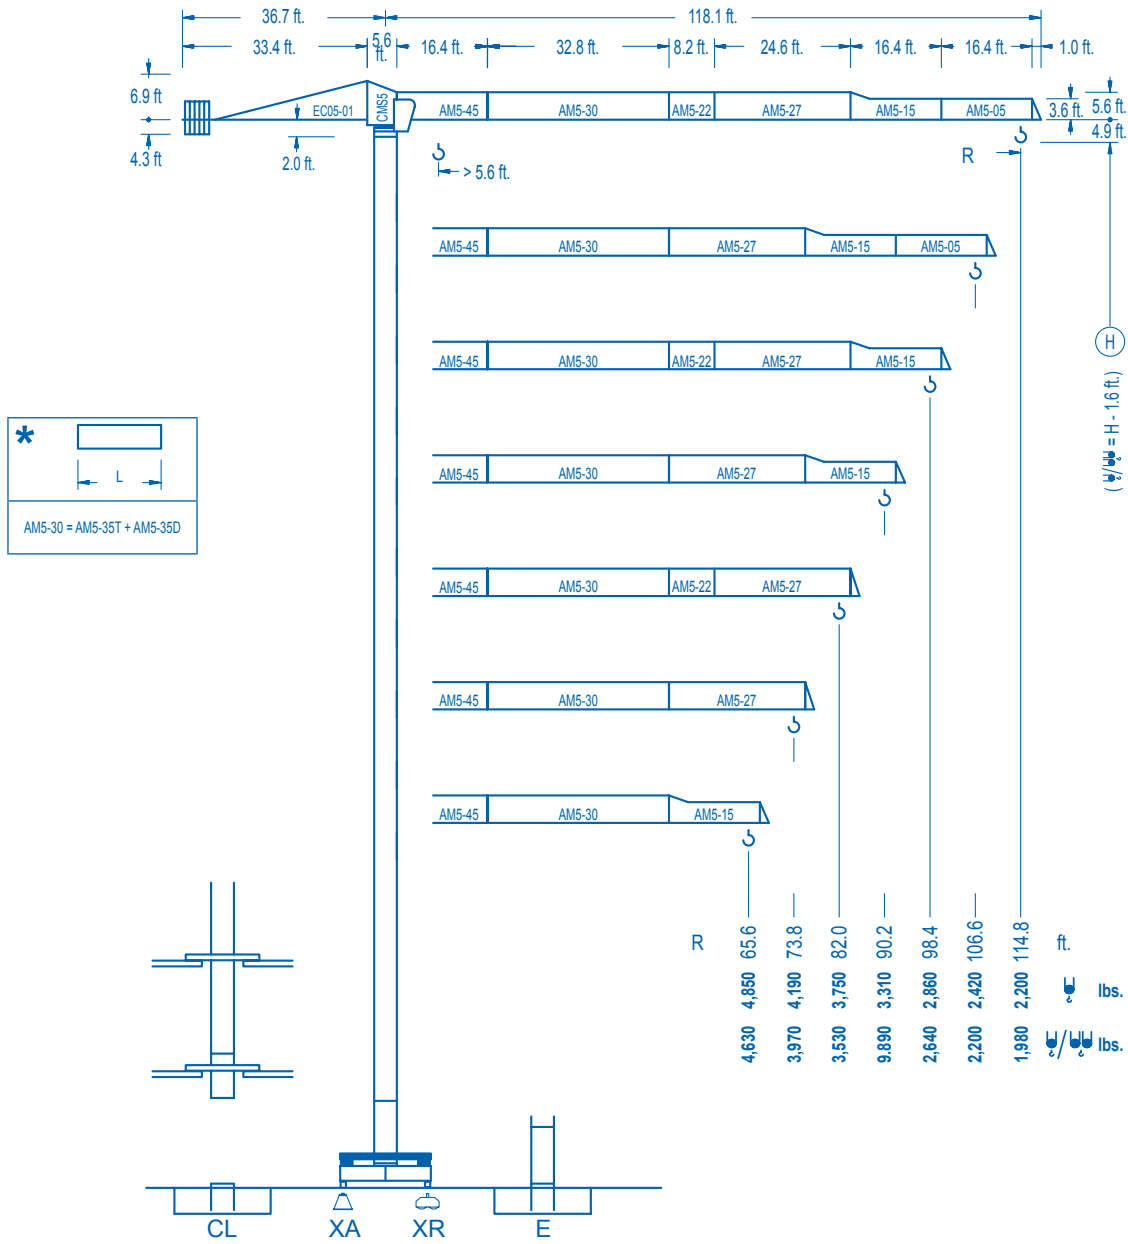 36.7 ft. 118.1 ft.
33.4 ft. 5.6 ft. 16.4 ft. 32.8 ft. 8.2 ft. 24.6 ft. 16.4 ft. 16.4 ft. 1.0 ft.
6.9 ft
4.3 ft
EC05-01 CMS5 AM5-45 AM5-30 AM5-22 AM5-27 AM5-15 AM5-05
3.6 ft. 5.6 ft.
4.9 ft.
2.0 ft. > 5.6 ft. R
AM5-45 AM5-30 AM5-27 AM5-15 AM5-05
H
( / = H - 1.6 ft.)
AM5-45 AM5-30 AM5-22 AM5-27 AM5-15
* L
AM5-30 = AM5-35T + AM5-35D
AM5-45 AM5-30 AM5-27 AM5-15
AM5-45 AM5-30 AM5-22 AM5-27
AM5-45 AM5-30 AM5-27
AM5-45 AM5-30 AM5-15
R 65.6 73.8 82.0 90.2 98.4 106.6 114.8 ft.
4,850 4,190 3,750 3,310 2,860 2,420 2,200 lbs.
4,630 3,970 3,530 9.890 2,640 2,200 1,980 / lbs.
CL XA XR E